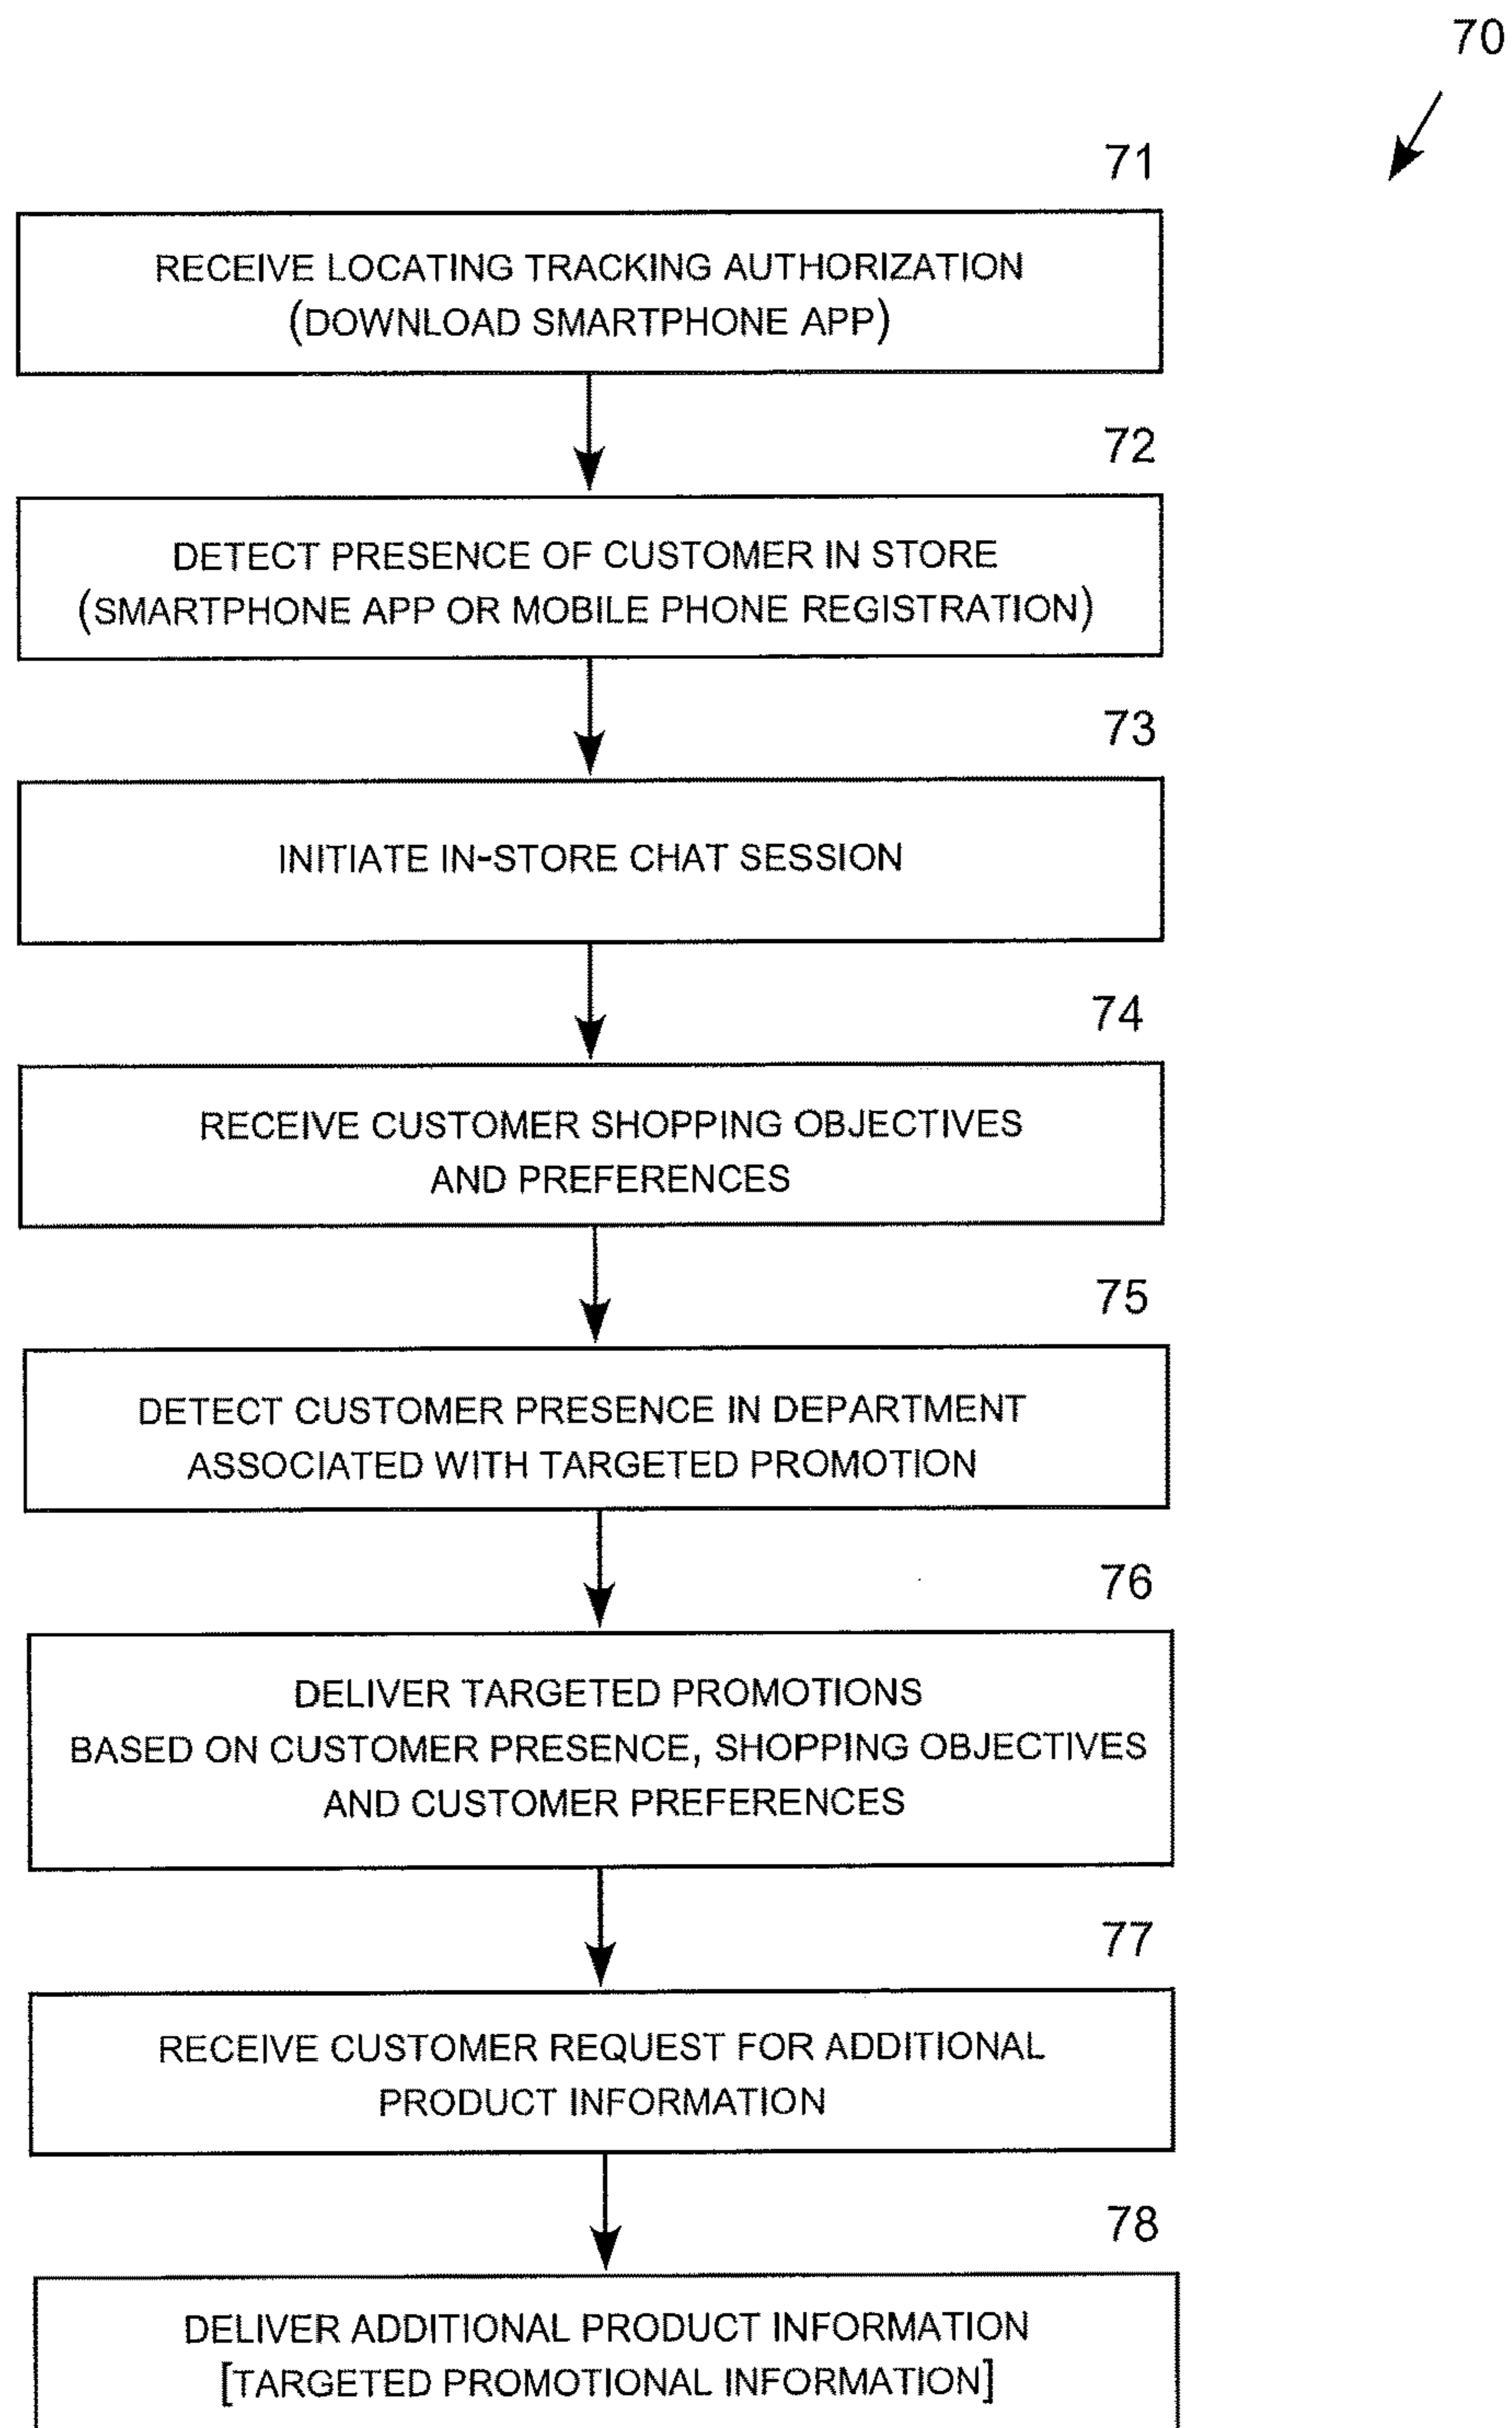 70
71
RECEIVE LOCATING TRACKING AUTHORIZATION
(DOWNLOAD SMARTPHONE APP)
72
DETECT PRESENCE OF CUSTOMER IN STORE
(SMARTPHONE APP OR MOBILE PHONE REGISTRATION)
73
INITIATE IN-STORE CHAT SESSION
74
RECEIVE CUSTOMER SHOPPING OBJECTIVES
AND PREFERENCES
75
DETECT CUSTOMER PRESENCE IN DEPARTMENT
ASSOCIATED WITH TARGETED PROMOTION
76
DELIVER TARGETED PROMOTIONS
BASED ON CUSTOMER PRESENCE, SHOPPING OBJECTIVES
AND CUSTOMER PREFERENCES
77
RECEIVE CUSTOMER REQUEST FOR ADDITIONAL
PRODUCT INFORMATION
78
DELIVER ADDITIONAL PRODUCT INFORMATION
[TARGETED PROMOTIONAL INFORMATION]